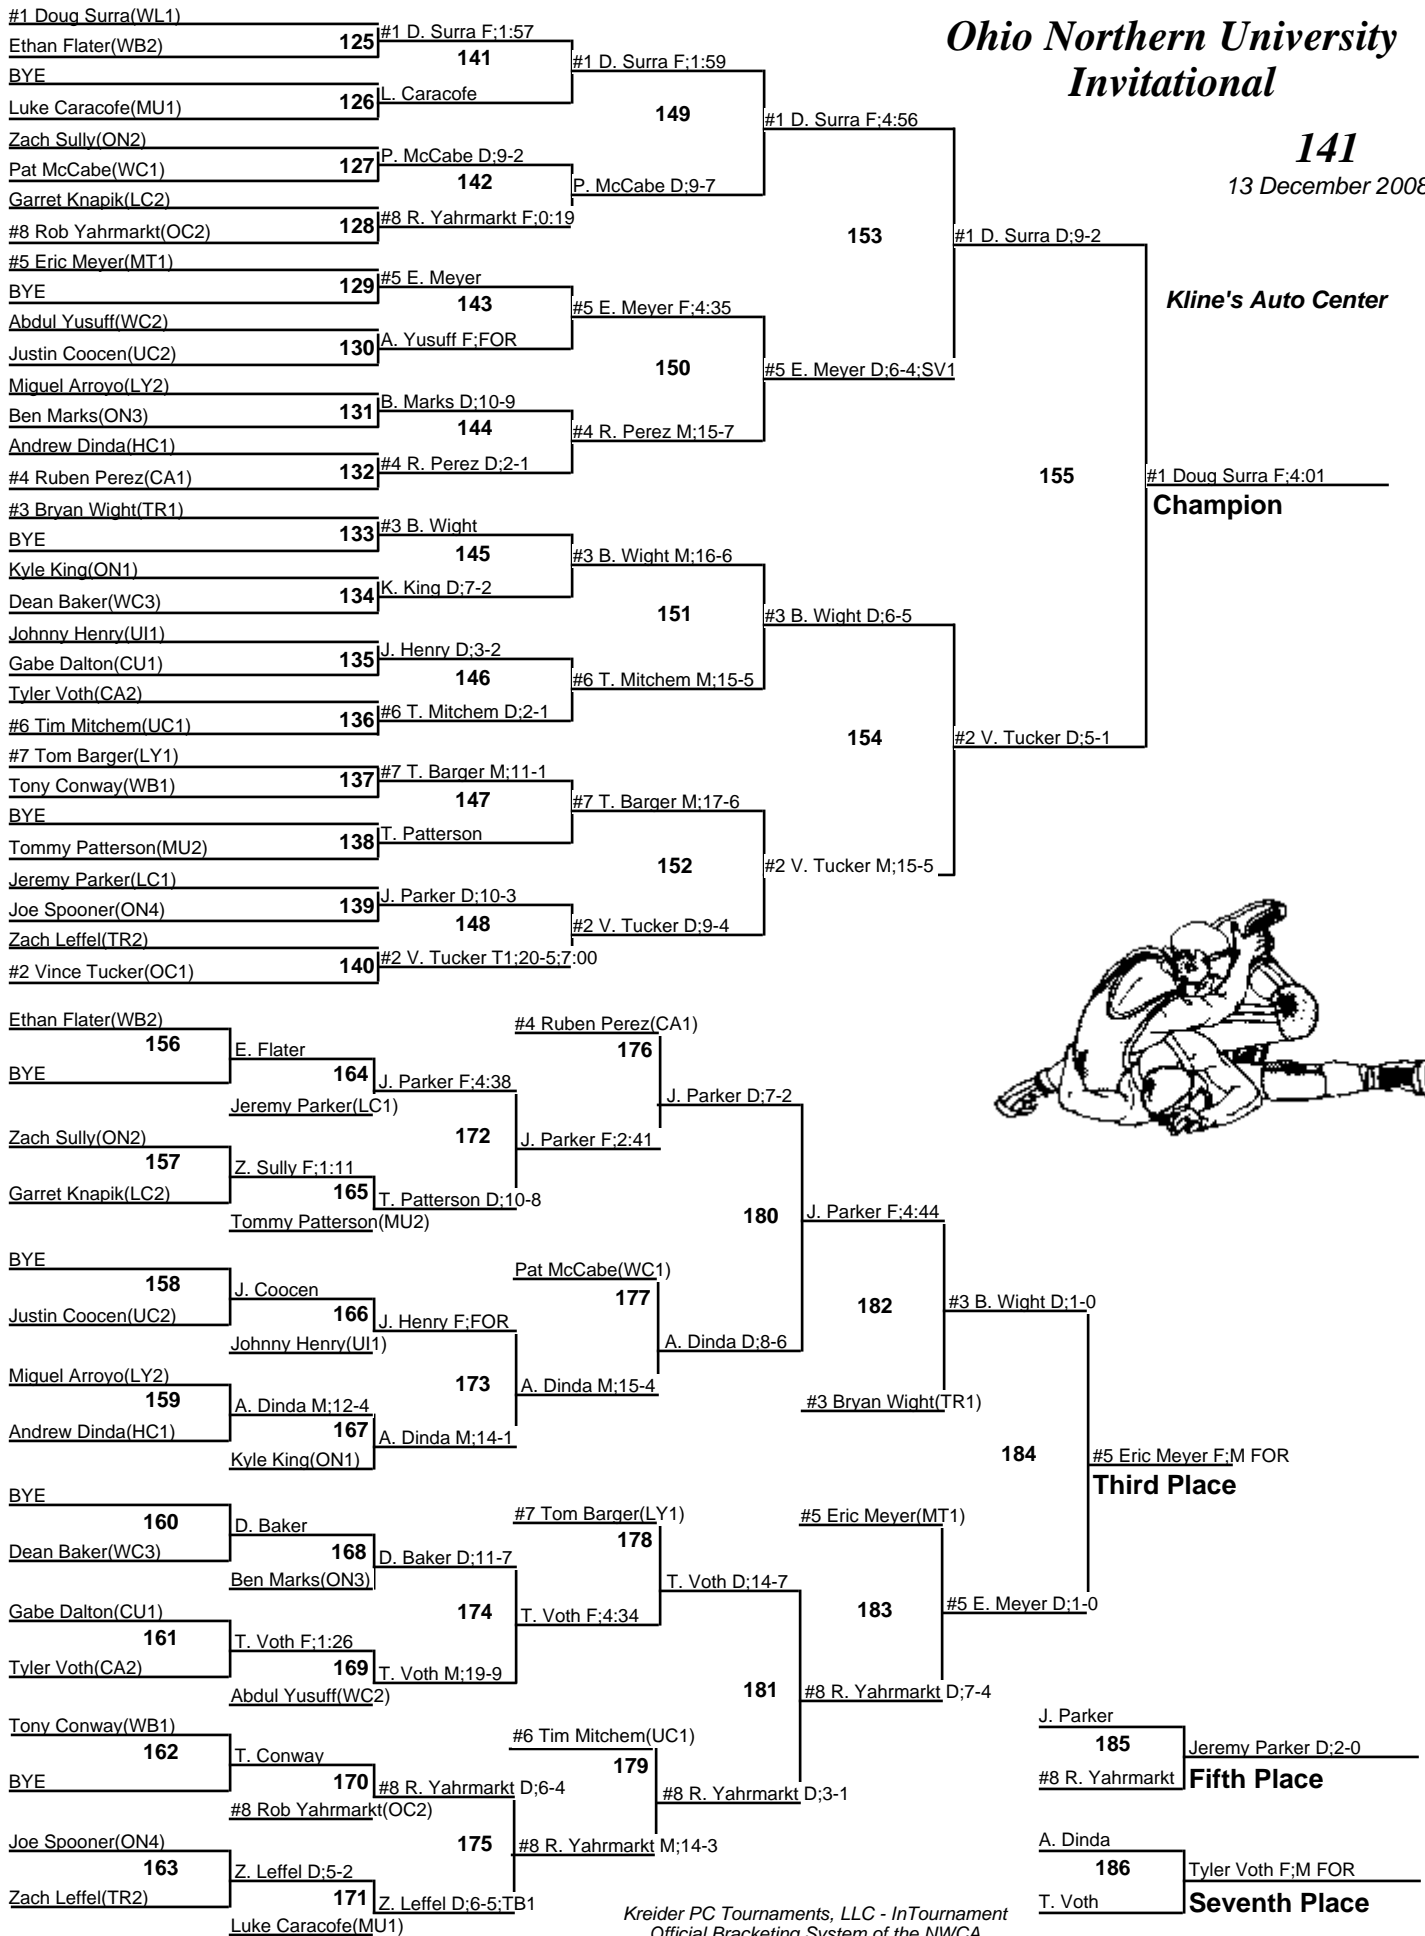 #1 Doug Surra(WL1)
Ethan Flater(WB2)
125
#1 D. Surra F;1:57
141
BYE
Luke Caracofe(MU1)
126
L. Caracofe
#1 D. Surra F;1:59
149
Zach Sully(ON2)
Pat McCabe(WC1)
127
P. McCabe D;9-2
142
Garret Knapik(LC2)
#8 Rob Yahrmarkt(OC2)
128
#8 R. Yahrmarkt F;0:19
P. McCabe D;9-7
#1 D. Surra F;4:56
153
#5 Eric Meyer(MT1)
BYE
129
#5 E. Meyer
143
Abdul Yusuff(WC2)
Justin Coocen(UC2)
130
A. Yusuff F;FOR
#5 E. Meyer F;4:35
150
Miguel Arroyo(LY2)
Ben Marks(ON3)
131
B. Marks D;10-9
144
Andrew Dinda(HC1)
#4 Ruben Perez(CA1)
132
#4 R. Perez D;2-1
#4 R. Perez M;15-7
#5 E. Meyer D;6-4;SV1
#1 D. Surra D;9-2
155
#3 Bryan Wight(TR1)
BYE
133
#3 B. Wight
145
Kyle King(ON1)
Dean Baker(WC3)
134
K. King D;7-2
#3 B. Wight M;16-6
151
Johnny Henry(UI1)
Gabe Dalton(CU1)
135
J. Henry D;3-2
146
Tyler Voth(CA2)
#6 Tim Mitchem(UC1)
136
#6 T. Mitchem D;2-1
#6 T. Mitchem M;15-5
#3 B. Wight D;6-5
154
#7 Tom Barger(LY1)
Tony Conway(WB1)
137
#7 T. Barger M;11-1
147
BYE
Tommy Patterson(MU2)
138
T. Patterson
#7 T. Barger M;17-6
152
Jeremy Parker(LC1)
Joe Spooner(ON4)
139
J. Parker D;10-3
148
Zach Leffel(TR2)
#2 Vince Tucker(OC1)
140
#2 V. Tucker T1;20-5;7:00
#2 V. Tucker D;9-4
#2 V. Tucker M;15-5
#2 V. Tucker D;5-1
#1 Doug Surra F;4:01
Champion
Ohio Northern University
Invitational
141
13 December 2008
Kline's Auto Center
Ethan Flater(WB2)
156
BYE
E. Flater
164
Jeremy Parker(LC1)
J. Parker F;4:38
172
Zach Sully(ON2)
157
Garret Knapik(LC2)
Z. Sully F;1:11
165
Tommy Patterson(MU2)
T. Patterson D;10-8
#4 Ruben Perez(CA1)
176
J. Parker F;2:41
J. Parker D;7-2
180
BYE
158
Justin Coocen(UC2)
J. Coocen
166
Johnny Henry(UI1)
J. Henry F;FOR
173
Miguel Arroyo(LY2)
159
Andrew Dinda(HC1)
A. Dinda M;12-4
167
Kyle King(ON1)
A. Dinda M;14-1
Pat McCabe(WC1)
177
A. Dinda M;15-4
A. Dinda D;8-6
J. Parker F;4:44
182
#3 Bryan Wight(TR1)
#3 B. Wight D;1-0
184
#5 Eric Meyer F;M FOR
Third Place
BYE
160
Dean Baker(WC3)
D. Baker
168
Ben Marks(ON3)
D. Baker D;11-7
174
Gabe Dalton(CU1)
161
Tyler Voth(CA2)
T. Voth F;1:26
169
Abdul Yusuff(WC2)
T. Voth M;19-9
#7 Tom Barger(LY1)
178
T. Voth F;4:34
T. Voth D;14-7
181
#5 Eric Meyer(MT1)
183
#5 E. Meyer D;1-0
Tony Conway(WB1)
162
BYE
T. Conway
170
#8 Rob Yahrmarkt(OC2)
#8 R. Yahrmarkt D;6-4
175
Joe Spooner(ON4)
163
Zach Leffel(TR2)
Z. Leffel D;5-2
171
Luke Caracofe(MU1)
Z. Leffel D;6-5;TB1
#6 Tim Mitchem(UC1)
179
#8 R. Yahrmarkt M;14-3
#8 R. Yahrmarkt D;3-1
#8 R. Yahrmarkt D;7-4
J. Parker
185
#8 R. Yahrmarkt
Jeremy Parker D;2-0
Fifth Place
A. Dinda
186
T. Voth
Tyler Voth F;M FOR
Seventh Place
Kreider PC Tournaments, LLC - InTournament
Official Bracketing System of the NWCA